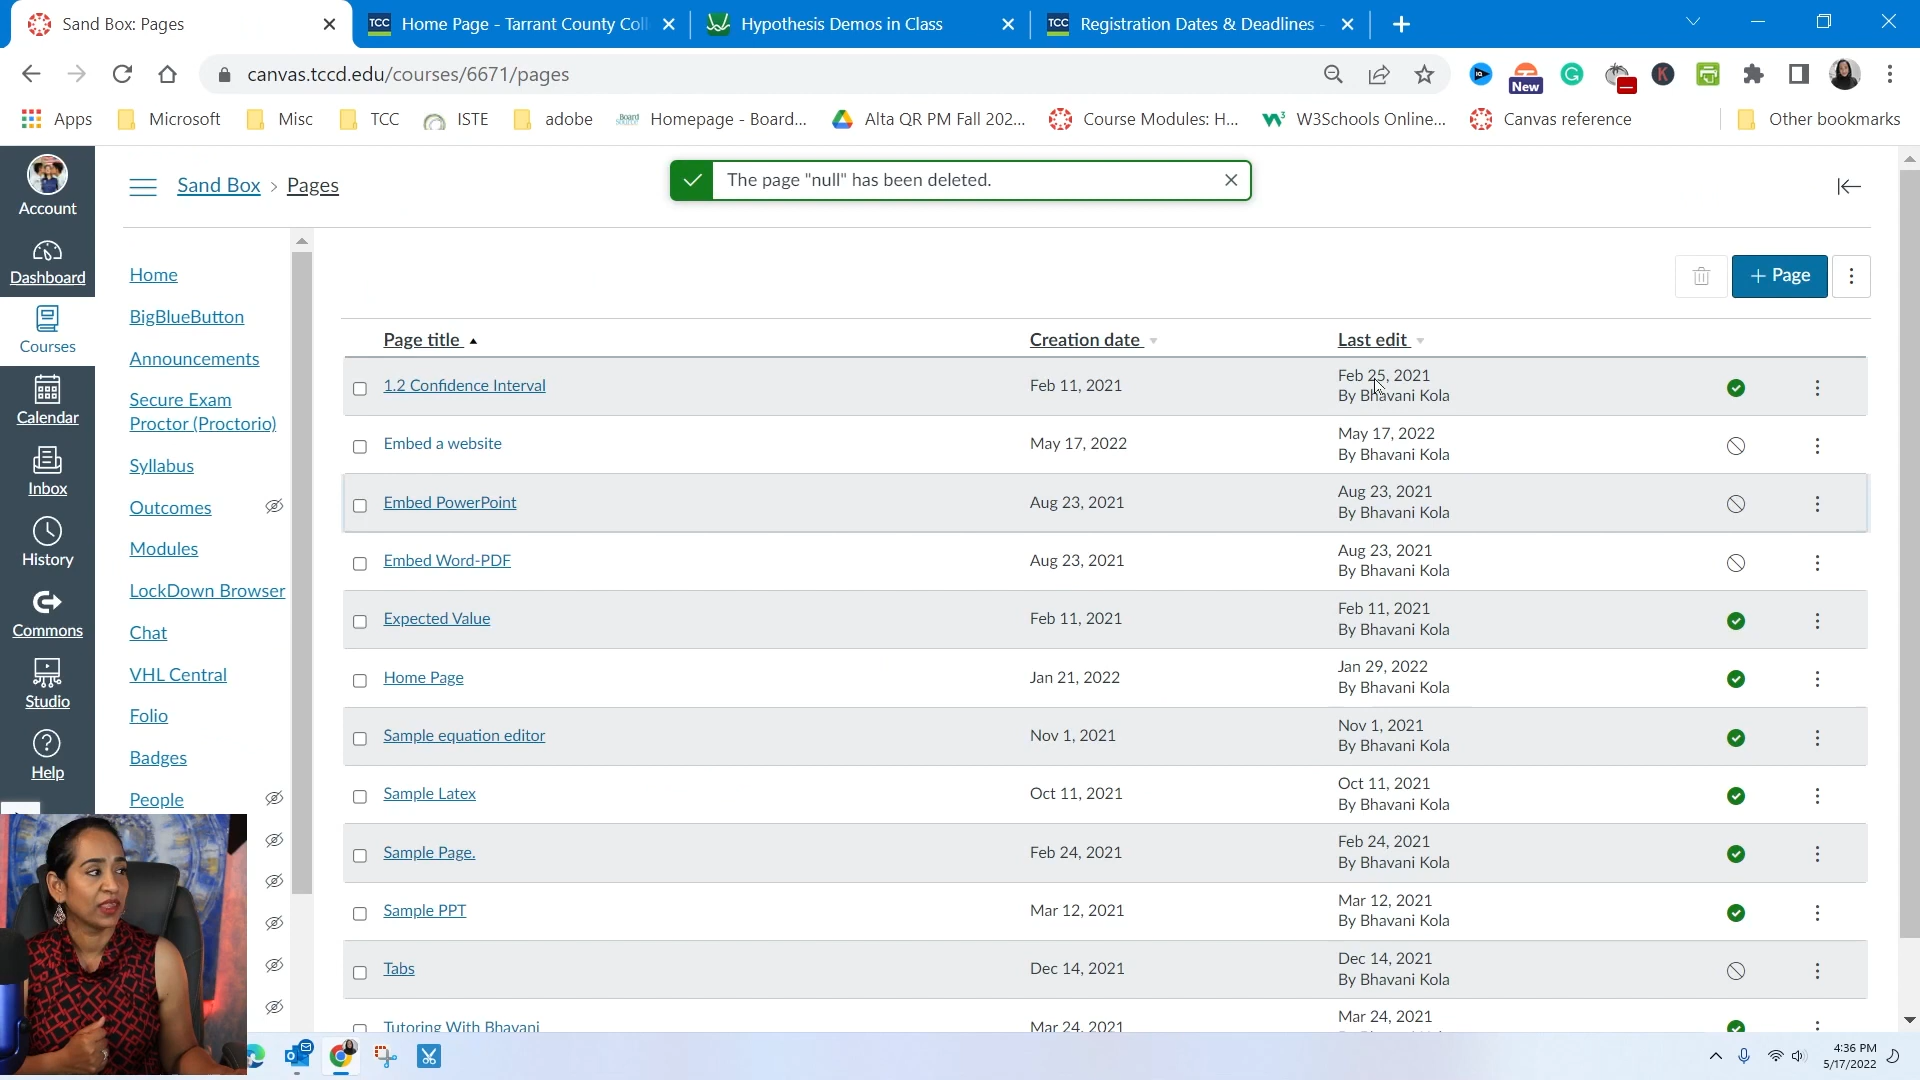 Sand Box: Pages
TCC Home Page - Tarrant County Coll
Hypothesis Demos in Class
TCC Registration Dates & Deadlines -
canvas.tccd.edu/courses/6671/pages
New
Apps
Microsoft
Misc
TCC
ISTE
adobe
Homepage - Board...
Alta QR PM Fall 202...
Course Modules: H...
W3Schools Online...
Canvas reference
Other bookmarks
Account
Dashboard
Courses
Calendar
Inbox
History
Commons
Studio
Help
Sand Box > Pages
The page "null" has been deleted.
Home
BigBlueButton
Announcements
Secure Exam
Proctor (Proctorio)
Syllabus
Outcomes
Modules
LockDown Browser
Chat
VHL Central
Folio
Badges
People
+ Page
Page title Creation date Last edit
1.2 Confidence Interval Feb 11, 2021 Feb 25, 2021
By Bhavani Kola
Embed a website May 17, 2022 May 17, 2022
By Bhavani Kola
Embed PowerPoint Aug 23, 2021 Aug 23, 2021
By Bhavani Kola
Embed Word-PDF Aug 23, 2021 Aug 23, 2021
By Bhavani Kola
Expected Value Feb 11, 2021 Feb 11, 2021
By Bhavani Kola
Home Page Jan 21, 2022 Jan 29, 2022
By Bhavani Kola
Sample equation editor Nov 1, 2021 Nov 1, 2021
By Bhavani Kola
Sample Latex Oct 11, 2021 Oct 11, 2021
By Bhavani Kola
Sample Page. Feb 24, 2021 Feb 24, 2021
By Bhavani Kola
Sample PPT Mar 12, 2021 Mar 12, 2021
By Bhavani Kola
Tabs Dec 14, 2021 Dec 14, 2021
By Bhavani Kola
Tutoring With Bhavani Mar 24, 2021 Mar 24, 2021
4:36 PM
5/17/2022